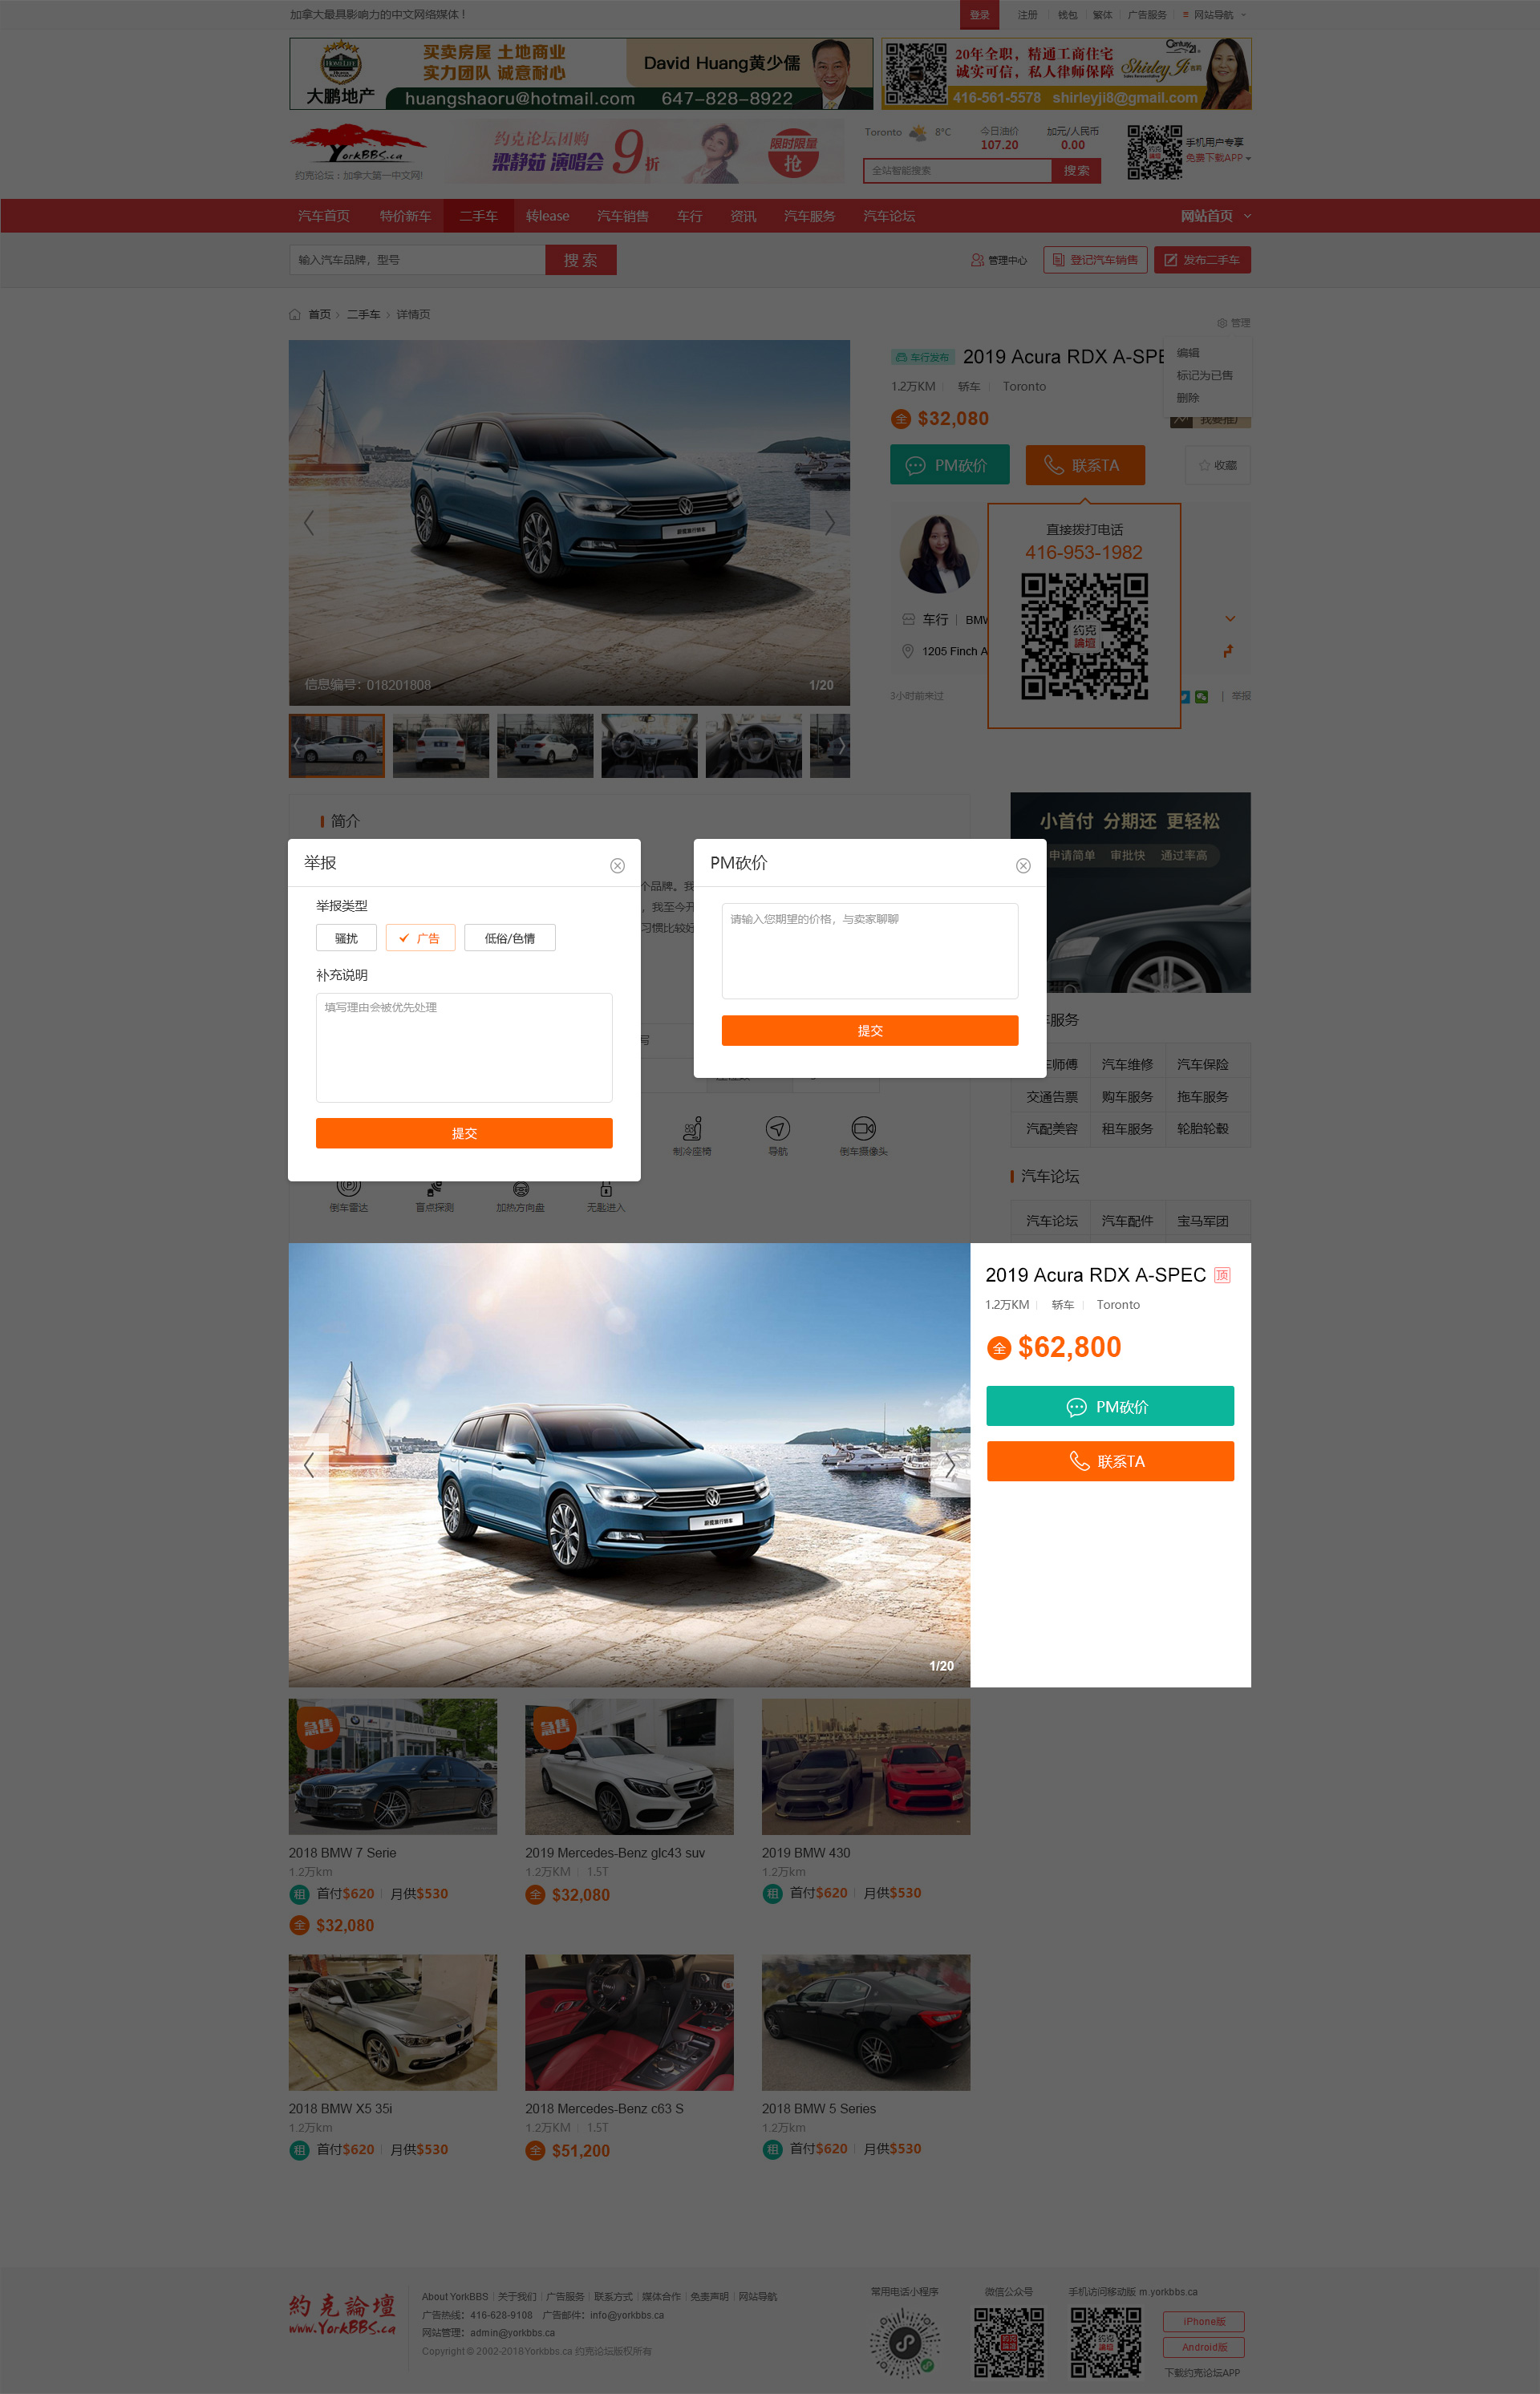 加拿大最具影响力的中文网络媒体！
登录 注册 钱包 繁体 广告服务 网站导航
HOMELIFE
大鹏地产
买卖房屋 土地商业
实力团队 诚意耐心
David Huang黄少儒
huangshaoru@hotmail.com 647-828-8922
20年全职，精通工商住宅
诚实可信，私人律师保障
Century 21
Shirley Ji
416-561-5578 shirleyji8@gmail.com
YorkBBS.ca
约克论坛：加拿大第一中文网!
约克论坛团购
梁静茹 演唱会 9折
限时限量
抢
Toronto 8°C
今日油价
107.20
加元/人民币
0.00
全站智能搜索 搜索
手机用户专享
免费下载APP
汽车首页 特价新车 二手车 转lease 汽车销售 车行 资讯 汽车服务 汽车论坛 网站首页
输入汽车品牌，型号 搜 索
管理中心 登记汽车销售 发布二手车
首页 二手车 详情页
管理
编辑
标记为已售
删除
车行发布 2019 Acura RDX A-SPE
1.2万KM 轿车 Toronto
全 $32,080
我要推广
PM砍价 联系TA 收藏
直接拨打电话
416-953-1982
约克論壇
车行 BMW
1205 Finch A
3小时前来过 举报
信息编号：018201808 1/20
简介
小首付 分期还 更轻松
申请简单 审批快 通过率高
举报
举报类型
骚扰 广告 低俗/色情
补充说明
填写理由会被优先处理
提交
PM砍价
请输入您期望的价格，与卖家聊聊
提交
个品牌。我
，我至今开
习惯比较好
写
车服务
车师傅 汽车维修 汽车保险
交通告票 购车服务 拖车服务
汽配美容 租车服务 轮胎轮毂
制冷座椅 导航 倒车摄像头
倒车雷达 盲点探测 加热方向盘 无匙进入
汽车论坛
汽车论坛 汽车配件 宝马军团
2019 Acura RDX A-SPEC 顶
1.2万KM 轿车 Toronto
全 $62,800
PM砍价
联系TA
1/20
急售
急售
2018 BMW 7 Serie
1.2万km
租 首付$620 月供$530
全 $32,080
2019 Mercedes-Benz glc43 suv
1.2万KM 1.5T
全 $32,080
2019 BMW 430
1.2万km
租 首付$620 月供$530
2018 BMW X5 35i
1.2万km
租 首付$620 月供$530
2018 Mercedes-Benz c63 S
1.2万KM 1.5T
全 $51,200
2018 BMW 5 Series
1.2万km
租 首付$620 月供$530
約克論壇
www.YorkBBS.ca
About YorkBBS 关于我们 广告服务 联系方式 媒体合作 免责声明 网站导航
广告热线：416-628-9108 广告邮件：info@yorkbbs.ca
网站管理：admin@yorkbbs.ca
Copyright © 2002-2018Yorkbbs.ca 约克论坛版权所有
常用电话小程序 微信公众号 手机访问移动版 m.yorkbbs.ca
iPhone版
Android版
下载约克论坛APP